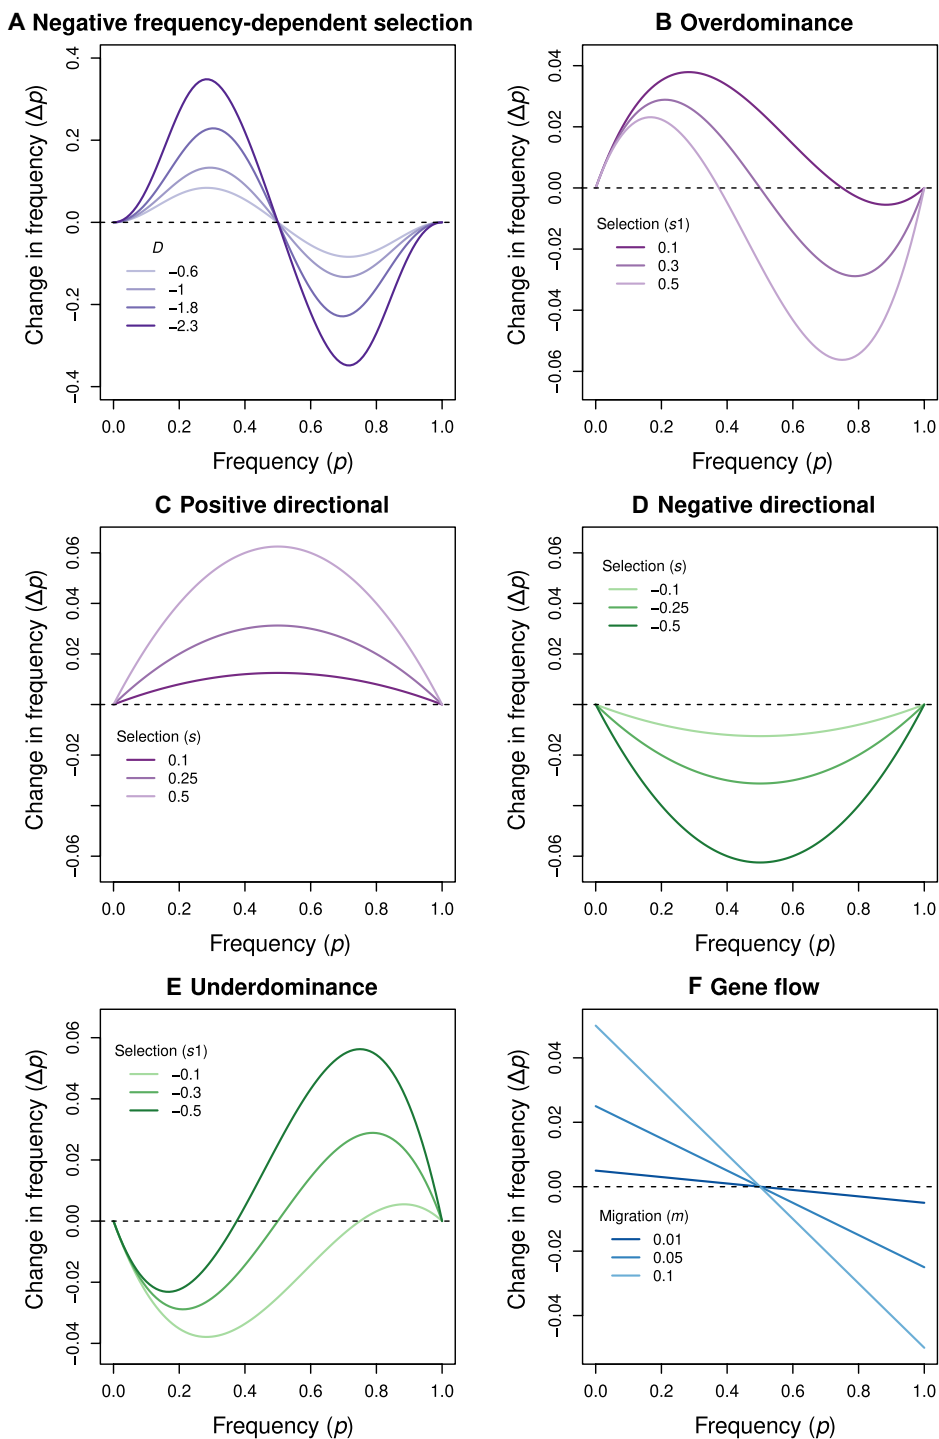 A Negative frequency-dependent selection
Change in frequency (Δp)
0.4
0.2
0.0
−0.2
−0.4
D
−0.6
−1
−1.8
−2.3
0.0 0.2 0.4 0.6 0.8 1.0
Frequency (p)
B Overdominance
Change in frequency (Δp)
0.04
0.02
0.00
−0.02
−0.04
−0.06
Selection (s1)
0.1
0.3
0.5
0.0 0.2 0.4 0.6 0.8 1.0
Frequency (p)
C Positive directional
Change in frequency (Δp)
0.06
0.04
0.02
−0.02
−0.06
Selection (s)
0.1
0.25
0.5
0.0 0.2 0.4 0.6 0.8 1.0
Frequency (p)
D Negative directional
Change in frequency (Δp)
0.06
0.04
0.02
−0.02
−0.06
Selection (s)
−0.1
−0.25
−0.5
0.0 0.2 0.4 0.6 0.8 1.0
Frequency (p)
E Underdominance
Change in frequency (Δp)
0.06
0.04
0.02
0.00
−0.02
−0.04
Selection (s1)
−0.1
−0.3
−0.5
0.0 0.2 0.4 0.6 0.8 1.0
Frequency (p)
F Gene flow
Change in frequency (Δp)
0.04
0.02
0.00
−0.02
−0.04
Migration (m)
0.01
0.05
0.1
0.0 0.2 0.4 0.6 0.8 1.0
Frequency (p)